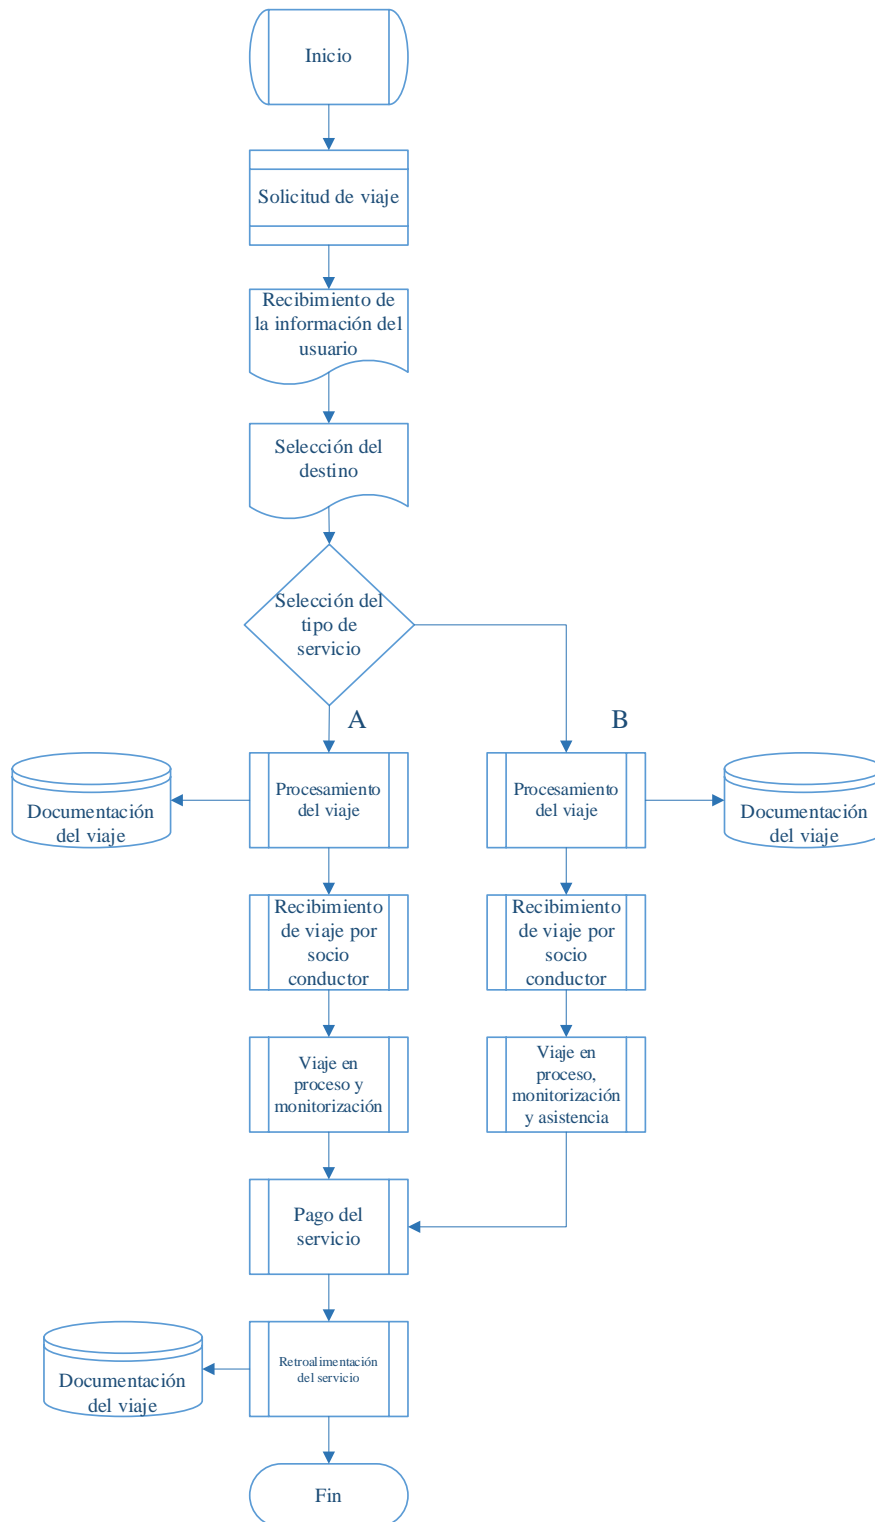 Inicio
Solicitud de viaje
Recibimiento de
la información del
usuario
Selección del
destino
Selección del
tipo de
servicio
A
B
Documentación
del viaje
Procesamiento
del viaje
Procesamiento
del viaje
Documentación
del viaje
Recibimiento
de viaje por
socio
conductor
Recibimiento
de viaje por
socio
conductor
Viaje en
proceso y
monitorización
Viaje en
proceso,
monitorización
y asistencia
Pago del
servicio
Documentación
del viaje
Retroalimentación
del servicio
Fin